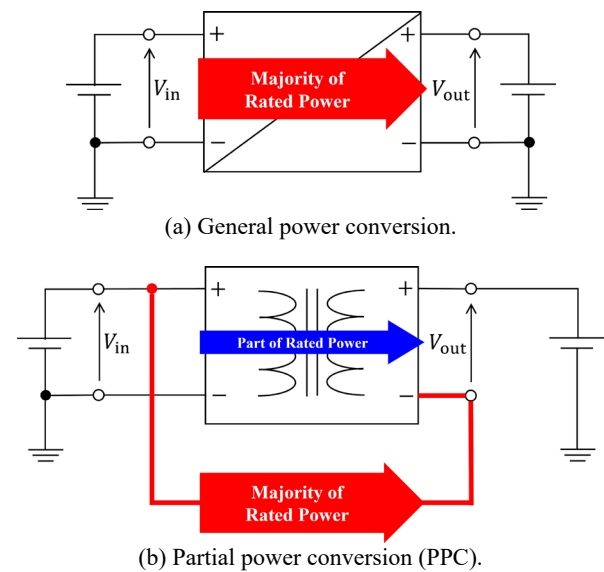 + +
V_in Majority of Rated Power V_out
− −
(a) General power conversion.
+ +
V_in Part of Rated Power V_out
− −
Majority of
Rated Power
(b) Partial power conversion (PPC).